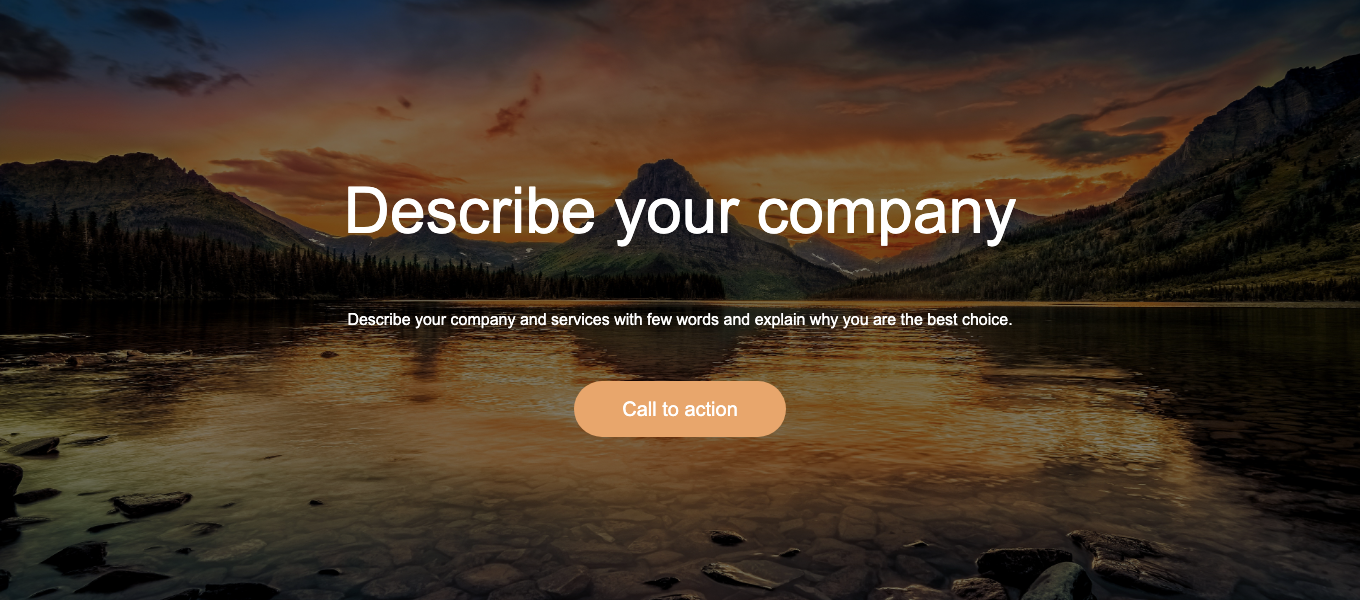 Describe your company
Describe your company and services with few words and explain why you are the best choice.
Call to action